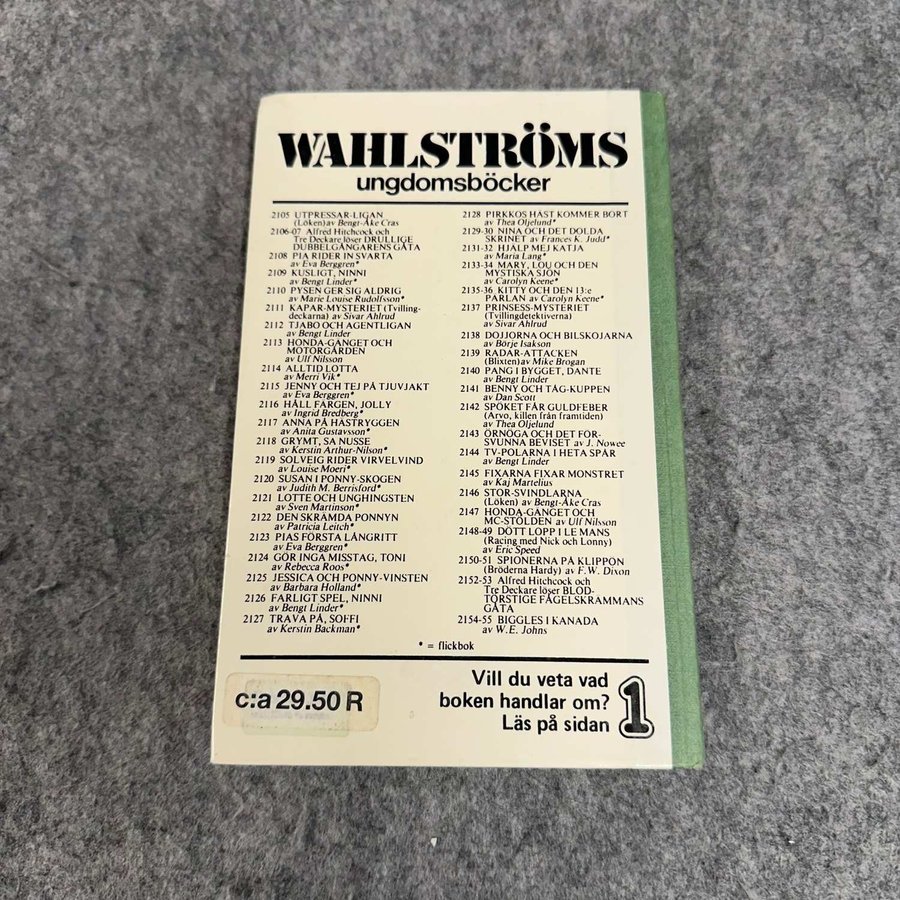 WAHLSTRÖMS
ungdomsböcker
2105 UTPRESSAR-LIGAN
(Löken) av Bengt-Åke Cras
2106-07 Alfred Hitchcock och
Tre Deckare löser DRULLIGE
DUBBELGÅNGARENS GÅTA
2108 PIA RIDER IN SVARTA
av Eva Berggren*
2109 KUSLIGT, NINNI
av Bengt Linder*
2110 PYSEN GER SIG ALDRIG
av Marie Louise Rudolfsson*
2111 KAPAR-MYSTERIET (Tvilling-
deckarna) av Sivar Ahlrud
2112 TJABO OCH AGENTLIGAN
av Bengt Linder
2113 HONDA-GÄNGET OCH
MOTORGÅRDEN
av Ulf Nilsson
2114 ALLTID LOTTA
av Merri Vik*
2115 JENNY OCH TEJ PÅ TJUVJAKT
av Eva Berggren*
2116 HÅLL FÄRGEN, JOLLY
av Ingrid Bredberg*
2117 ANNA PÅ HÄSTRYGGEN
av Anita Gustavsson*
2118 GRYMT, SA NUSSE
av Kerstin Arthur-Nilson*
2119 SOLVEIG RIDER VIRVELVIND
av Louise Moeri*
2120 SUSAN I PONNY-SKOGEN
av Judith M. Berrisford*
2121 LOTTE OCH UNGHINGSTEN
av Sven Martinson*
2122 DEN SKRÄMDA PONNYN
av Patricia Leitch*
2123 PIAS FÖRSTA LÅNGRITT
av Eva Berggren*
2124 GÖR INGA MISSTAG, TONI
av Rebecca Roos*
2125 JESSICA OCH PONNY-VINSTEN
av Barbara Holland*
2126 FARLIGT SPEL, NINNI
av Bengt Linder*
2127 TRAVA PÅ, SOFFI
av Kerstin Backman*
2128 PIRKKOS HÄST KOMMER BORT
av Thea Oljelund*
2129-30 NINA OCH DET DOLDA
SKRINET av Frances K. Judd*
2131-32 HJÄLP MEJ KATJA
av Maria Lang*
2133-34 MARY, LOU OCH DEN
MYSTISKA SJÖN
av Carolyn Keene*
2135-36 KITTY OCH DEN 13:e
PÄRLAN av Carolyn Keene*
2137 PRINSESS-MYSTERIET
(Tvillingdetektiverna)
av Sivar Ahlrud
2138 DOJJORNA OCH BILSKOJARNA
av Börje Isakson
2139 RADAR-ATTACKEN
(Blixten) av Mike Brogan
2140 PANG I BYGGET, DANTE
av Bengt Linder
2141 BENNY OCH TÅG-KUPPEN
av Dan Scott
2142 SPÖKET FÅR GULDFEBER
(Arvo, killen från framtiden)
av Thea Oljelund
2143 ÖRNÖGA OCH DET FÖR-
SVUNNA BEVISET av J. Nowee
2144 TV-POLARNA I HETA SPÅR
av Bengt Linder
2145 FIXARNA FIXAR MONSTRET
av Kaj Martelius
2146 STOR-SVINDLARNA
(Löken) av Bengt-Åke Cras
2147 HONDA-GÄNGET OCH
MC-STÖLDEN av Ulf Nilsson
2148-49 DÖTT LOPP I LE MANS
(Racing med Nick och Lonny)
av Eric Speed
2150-51 SPIONERNA PÅ KLIPPÖN
(Bröderna Hardy) av F.W. Dixon
2152-53 Alfred Hitchcock och
Tre Deckare löser BLOD-
TÖRSTIGE FÅGELSKRÄMMANS
GÅTA
2154-55 BIGGLES I KANADA
av W.E. Johns
* = flickbok
c:a 29.50 R
Vill du veta vad
boken handlar om?
Läs på sidan 1